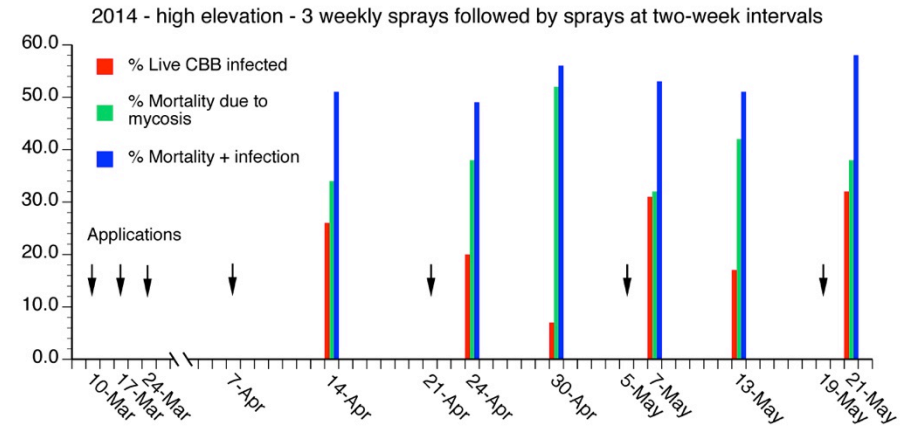 2014 - high elevation - 3 weekly sprays followed by sprays at two-week intervals
60.0
50.0
40.0
30.0
20.0
10.0
0.0
% Live CBB infected
% Mortality due to
mycosis
% Mortality + infection
Applications
10-Mar
17-Mar
24-Mar
7-Apr
14-Apr
21-Apr
24-Apr
30-Apr
5-May
7-May
13-May
19-May
21-May